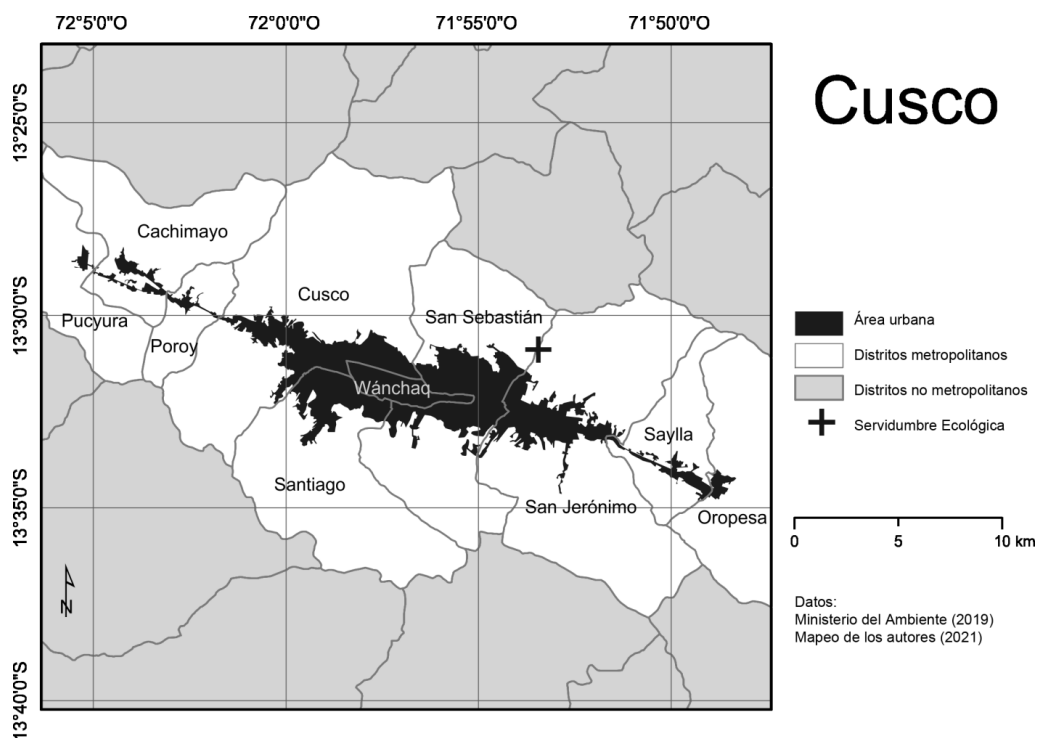 72°5'0"O
72°0'0"O
71°55'0"O
71°50'0"O
Cusco
13°25'0"S
Cachimayo
Cusco
13°30'0"S
San Sebastián
Pucyura
Poroy
Wánchaq
Área urbana
Distritos metropolitanos
Distritos no metropolitanos
Servidumbre Ecológica
Saylla
Santiago
13°35'0"S
San Jerónimo
Oropesa
0 5 10 km
N
Datos:
Ministerio del Ambiente (2019)
Mapeo de los autores (2021)
13°40'0"S